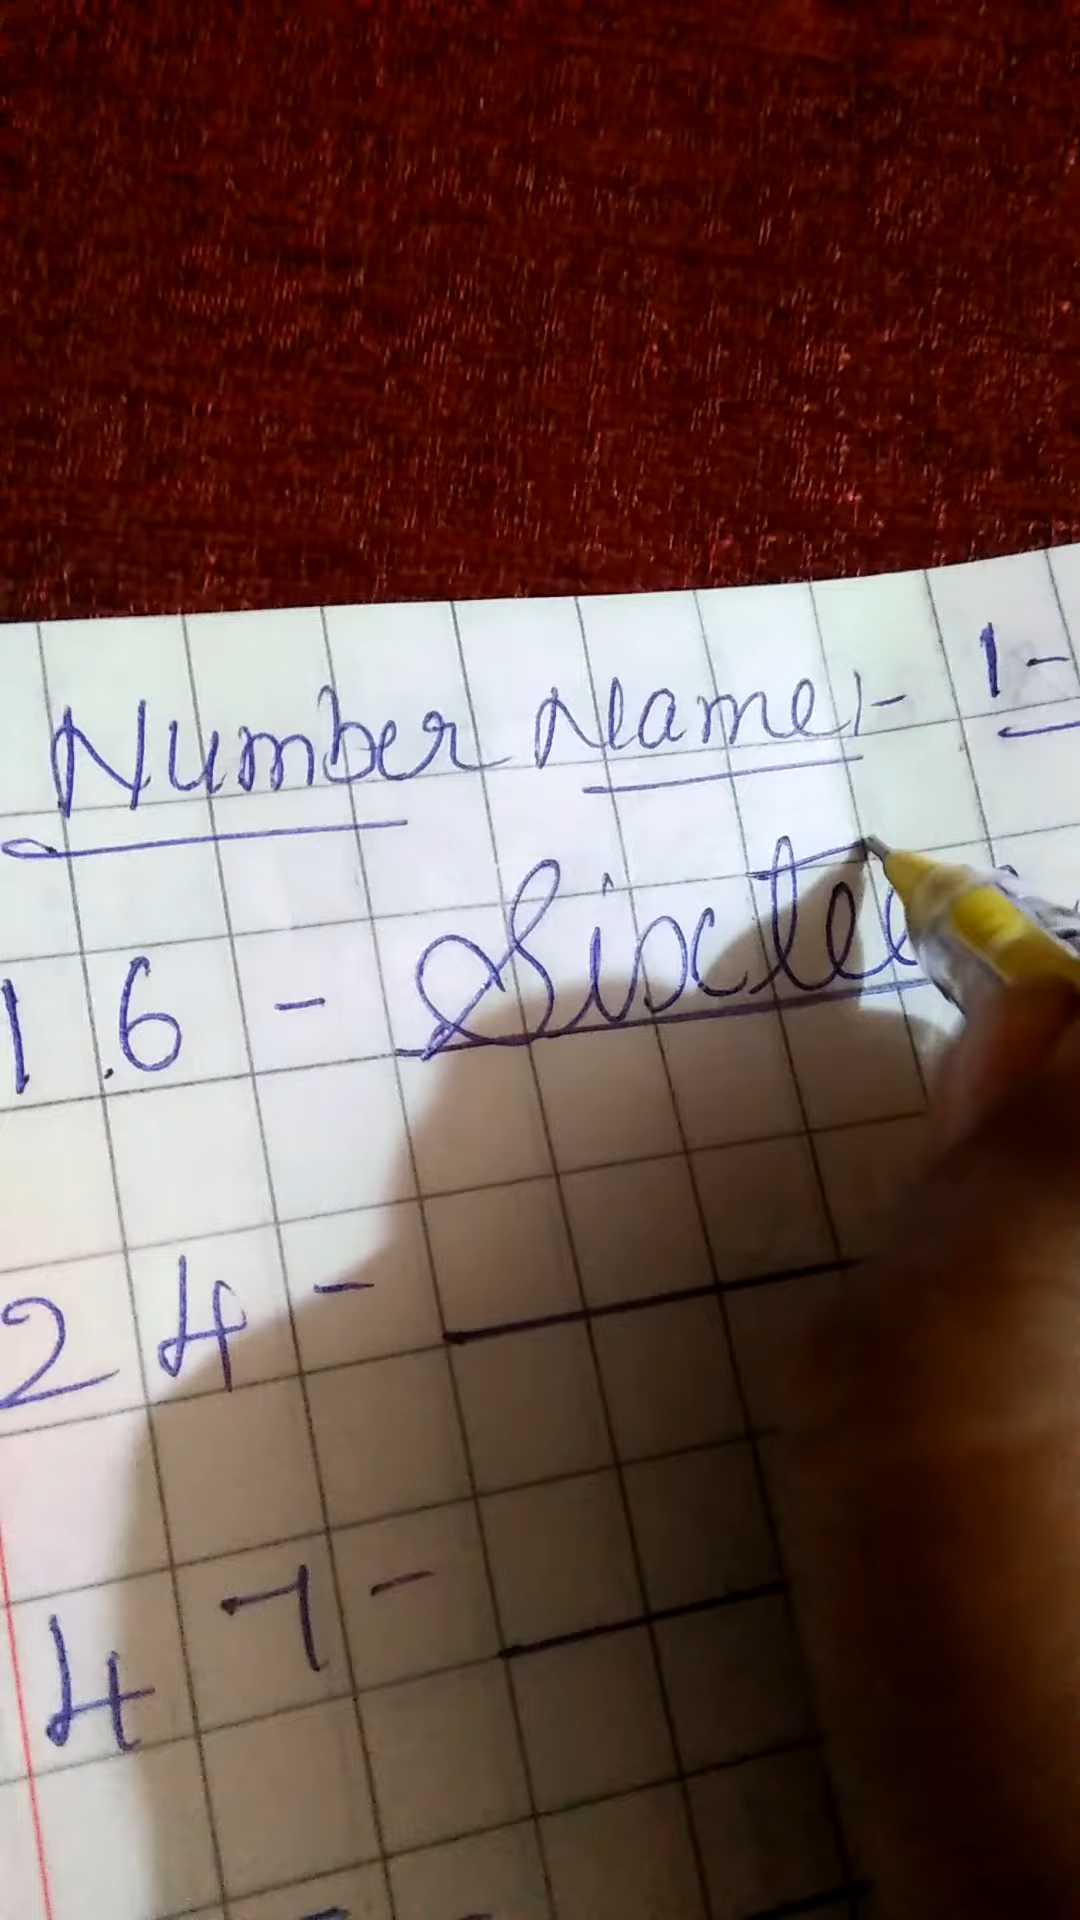 Number Name :- 1-
16 - Sixtee
24 -
47 -